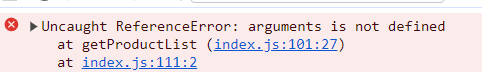 Uncaught ReferenceError: arguments is not defined
at getProductList (index.js:101:27)
at index.js:111:2